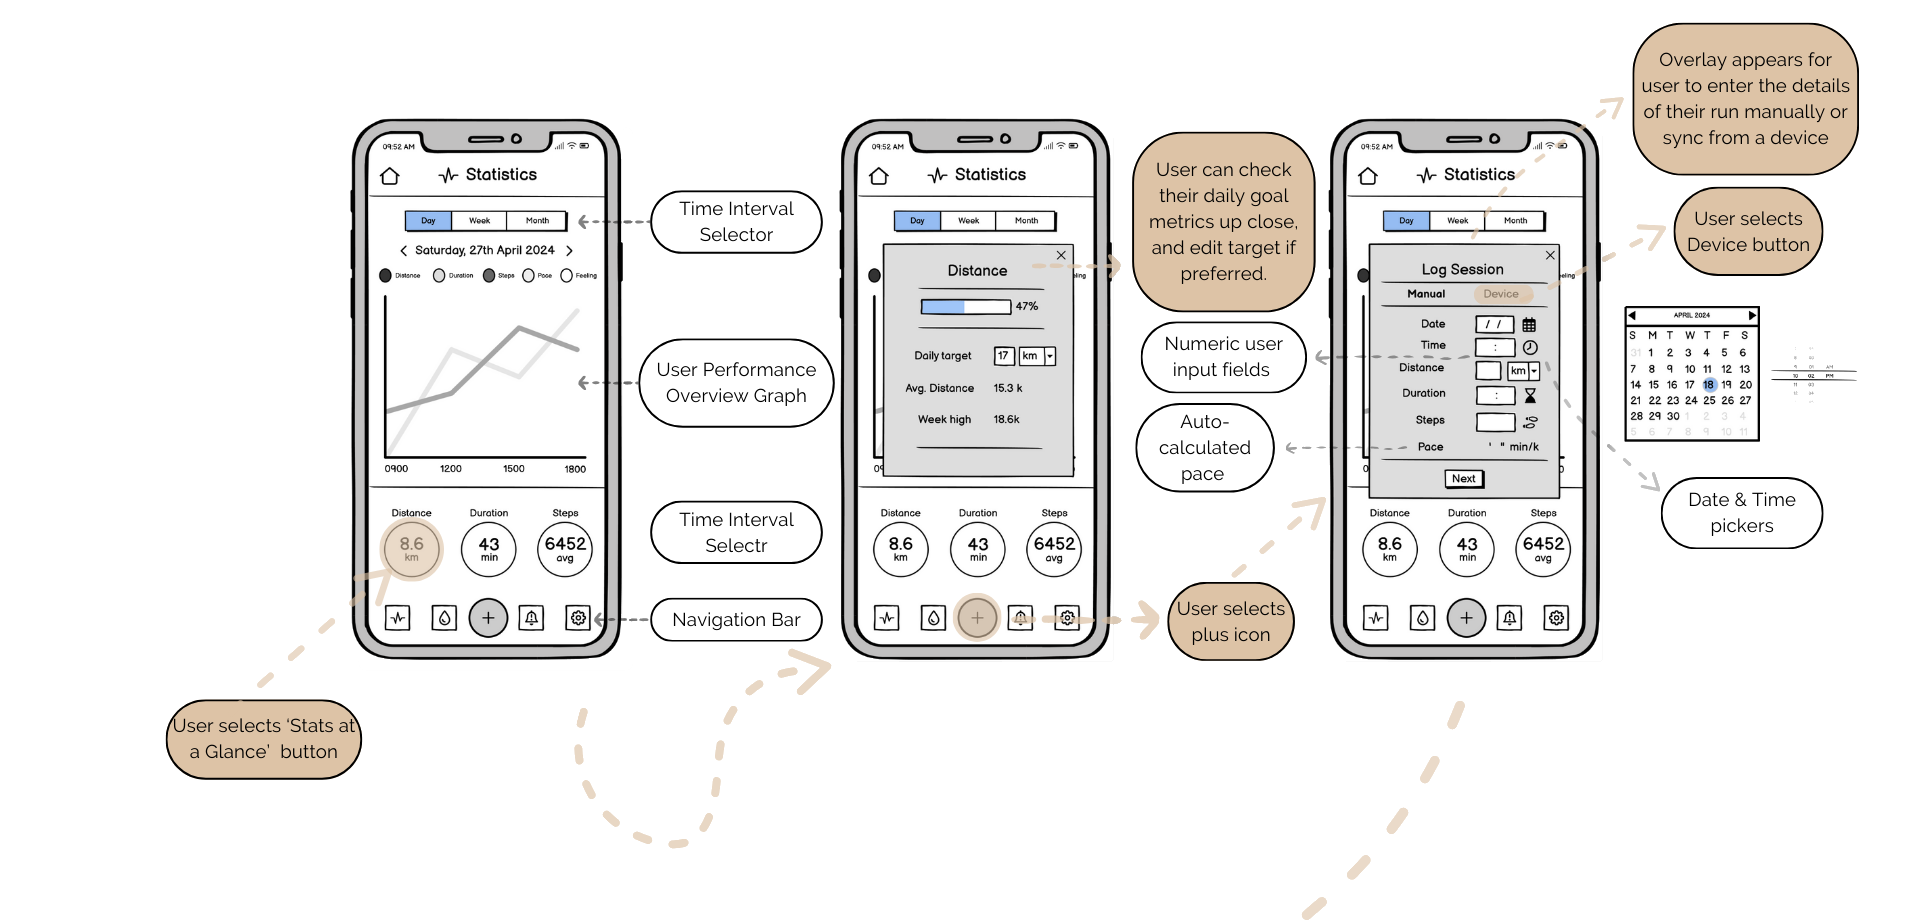 09:52 AM
Statistics
Day Week Month
Saturday, 27th April 2024
Distance Duration Steps Pace Feeling
0900 1200 1500 1800
Distance Duration Steps
8.6 43 6452
km min avg
Time Interval
Selector
User Performance
Overview Graph
Time Interval
Selectr
Navigation Bar
User selects ‘Stats at
a Glance’ button
09:52 AM
Statistics
Day Week Month
Distance
47%
Daily target 17 km
Avg. Distance 15.3 k
Week high 18.6k
Distance Duration Steps
8.6 43 6452
km min avg
User can check
their daily goal
metrics up close,
and edit target if
preferred.
Numeric user
input fields
Auto-
calculated
pace
User selects
plus icon
09:52 AM
Statistics
Day Week Month
Log Session
Manual Device
Date / /
Time :
Distance km
Duration :
Steps
Pace ' " min/k
Next
Distance Duration Steps
8.6 43 6452
km min avg
Overlay appears for
user to enter the details
of their run manually or
sync from a device
User selects
Device button
APRIL 2024
S M T W T F S
31 1 2 3 4 5 6
7 8 9 10 11 12 13
14 15 16 17 18 19 20
21 22 23 24 25 26 27
28 29 30 1 2 3 4
5 6 7 8 9 10 11
10 02 PM
Date & Time
pickers